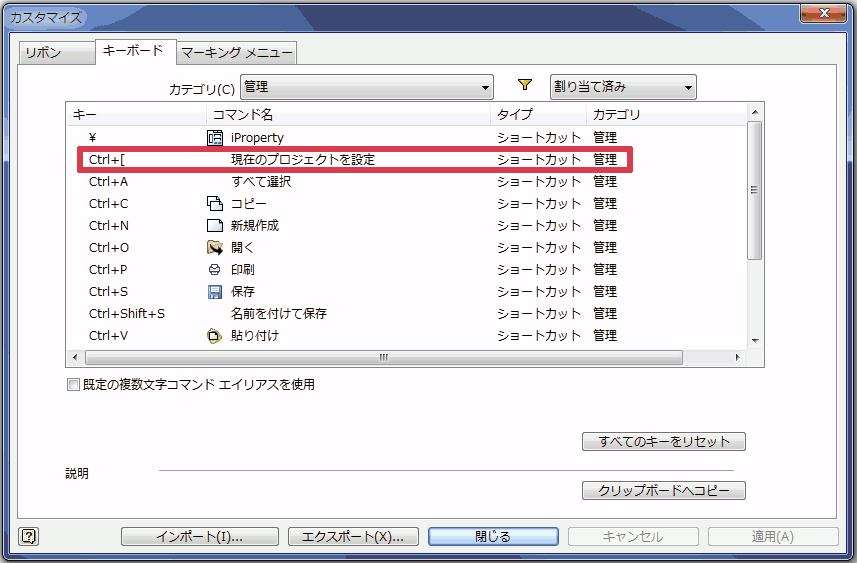 カスタマイズ
リボン キーボード マーキング メニュー
カテゴリ(C) 管理 割り当て済み
キー コマンド名 タイプ カテゴリ
¥ iProperty ショートカット 管理
Ctrl+[ 現在のプロジェクトを設定 ショートカット 管理
Ctrl+A すべて選択 ショートカット 管理
Ctrl+C コピー ショートカット 管理
Ctrl+N 新規作成 ショートカット 管理
Ctrl+O 開く ショートカット 管理
Ctrl+P 印刷 ショートカット 管理
Ctrl+S 保存 ショートカット 管理
Ctrl+Shift+S 名前を付けて保存 ショートカット 管理
Ctrl+V 貼り付け ショートカット 管理
既定の複数文字コマンド エイリアスを使用
すべてのキーをリセット
説明
クリップボードへコピー
インポート(I)... エクスポート(X)... 閉じる キャンセル 適用(A)